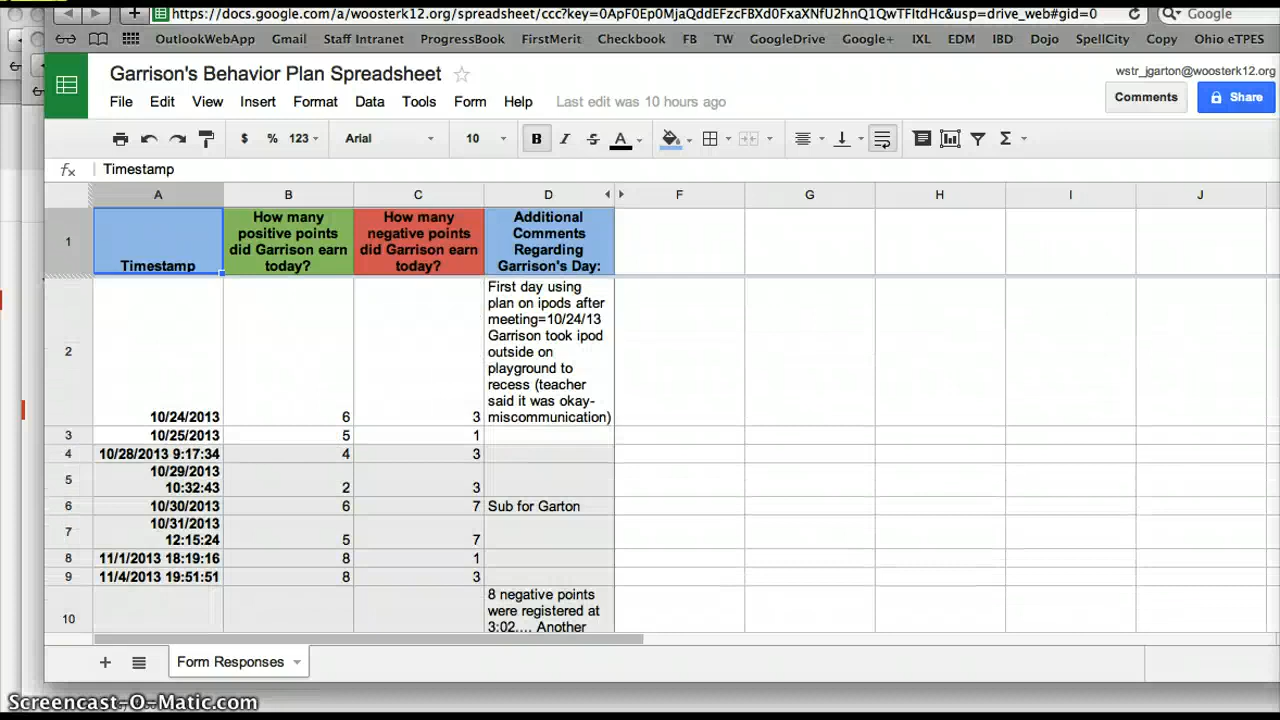 https://docs.google.com/a/woosterk12.org/spreadsheet/ccc?key=0ApF0Ep0MjaQddEFzcFBXd0FxaXNfU2hnQ1QwTFltdHc&usp=drive_web#gid=0
Google
OutlookWebApp Gmail Staff Intranet ProgressBook FirstMerit Checkbook FB TW GoogleDrive Google+ IXL EDM IBD Dojo SpellCity Copy Ohio eTPES
Garrison's Behavior Plan Spreadsheet
wstr_jgarton@woosterk12.org
File Edit View Insert Format Data Tools Form Help Last edit was 10 hours ago
Comments Share
$ % 123 Arial 10 B I S A Σ
fx Timestamp
A B C D F G H I J
1
Timestamp
How many
positive points
did Garrison earn
today?
How many
negative points
did Garrison earn
today?
Additional
Comments
Regarding
Garrison's Day:
First day using
plan on ipods after
meeting=10/24/13
Garrison took ipod
outside on
playground to
recess (teacher
said it was okay-
miscommunication)
2 10/24/2013 6 3
3 10/25/2013 5 1
4 10/28/2013 9:17:34 4 3
5 10/29/2013
10:32:43 2 3
6 10/30/2013 6 7 Sub for Garton
7 10/31/2013
12:15:24 5 7
8 11/1/2013 18:19:16 8 1
9 11/4/2013 19:51:51 8 3
10
8 negative points
were registered at
3:02.... Another
Form Responses
Screencast-O-Matic.com